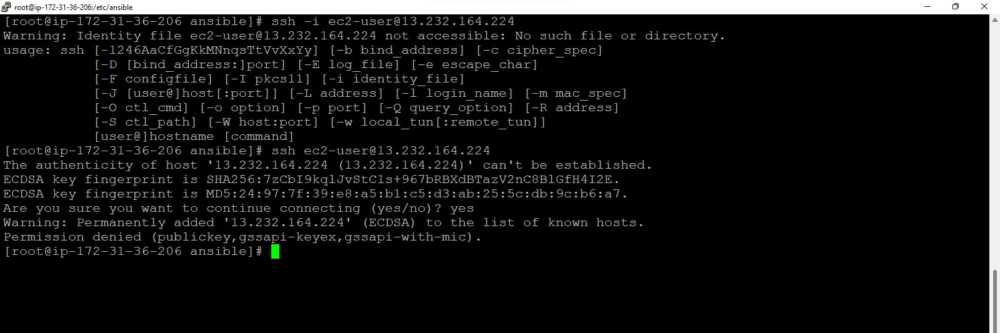 root@ip-172-31-36-206:/etc/ansible
[root@ip-172-31-36-206 ansible]# ssh -i ec2-user@13.232.164.224
Warning: Identity file ec2-user@13.232.164.224 not accessible: No such file or directory.
usage: ssh [-1246AaCfGgKkMNnqsTtVvXxYy] [-b bind_address] [-c cipher_spec]
           [-D [bind_address:]port] [-E log_file] [-e escape_char]
           [-F configfile] [-I pkcs11] [-i identity_file]
           [-J [user@]host[:port]] [-L address] [-l login_name] [-m mac_spec]
           [-O ctl_cmd] [-o option] [-p port] [-Q query_option] [-R address]
           [-S ctl_path] [-W host:port] [-w local_tun[:remote_tun]]
           [user@]hostname [command]
[root@ip-172-31-36-206 ansible]# ssh ec2-user@13.232.164.224
The authenticity of host '13.232.164.224 (13.232.164.224)' can't be established.
ECDSA key fingerprint is SHA256:7zCbI9kqlJvStC1s+967bRBXdBTazV2nC8BlGfH4I2E.
ECDSA key fingerprint is MD5:24:97:7f:39:e8:a5:b1:c5:d3:ab:25:5c:db:9c:b6:a7.
Are you sure you want to continue connecting (yes/no)? yes
Warning: Permanently added '13.232.164.224' (ECDSA) to the list of known hosts.
Permission denied (publickey,gssapi-keyex,gssapi-with-mic).
[root@ip-172-31-36-206 ansible]#